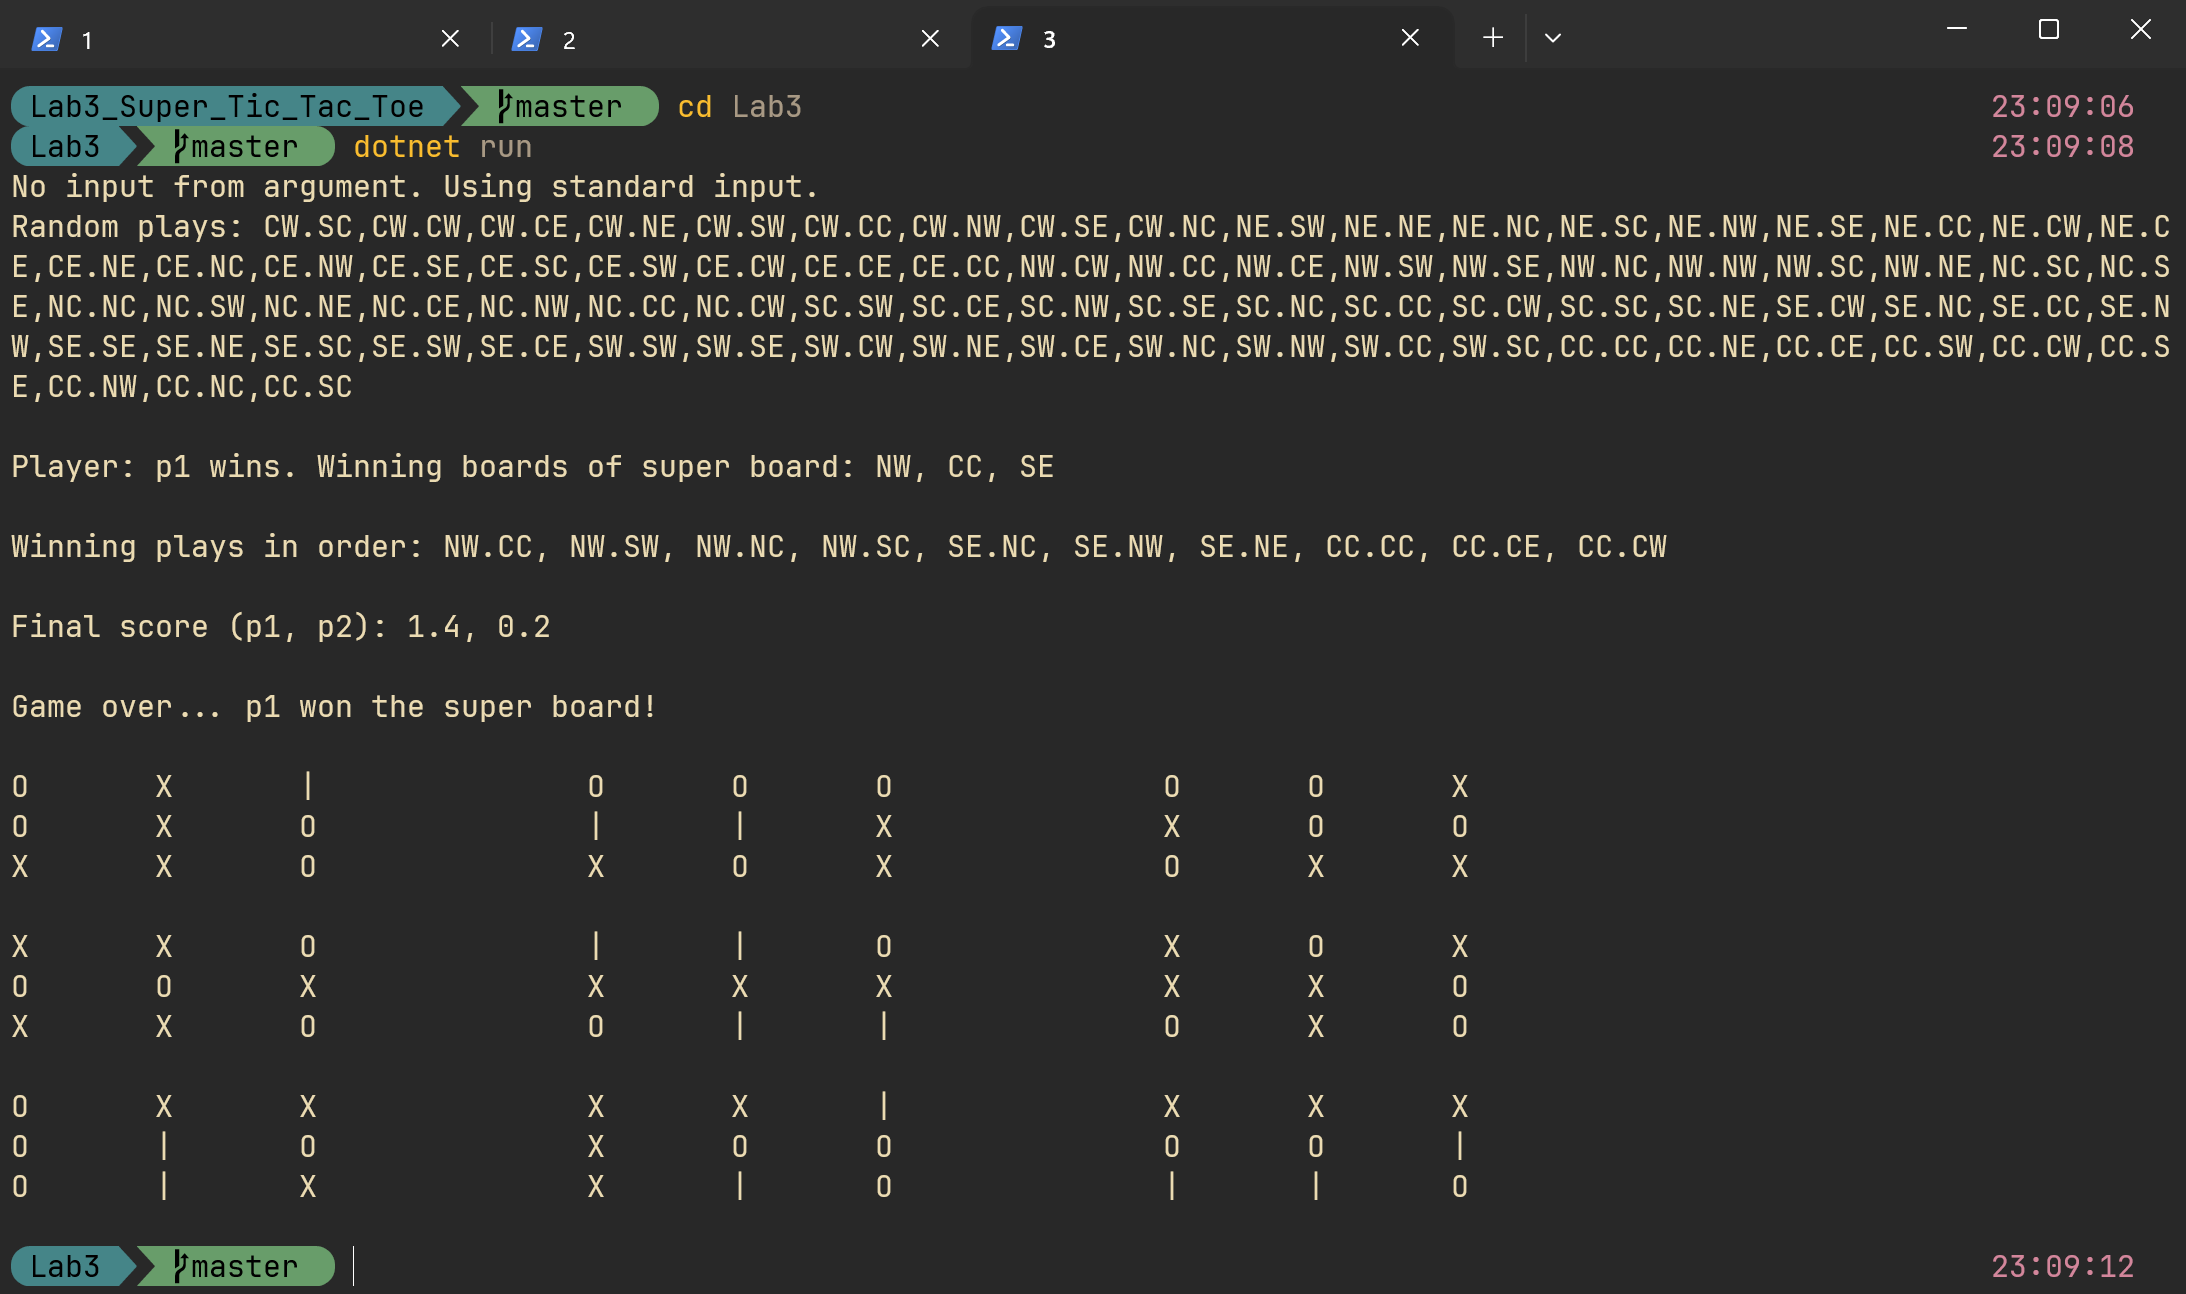 1 2 3
Lab3_Super_Tic_Tac_Toe master cd Lab3 23:09:06
Lab3 master dotnet run 23:09:08
No input from argument. Using standard input.
Random plays: CW.SC,CW.CW,CW.CE,CW.NE,CW.SW,CW.CC,CW.NW,CW.SE,CW.NC,NE.SW,NE.NE,NE.NC,NE.SC,NE.NW,NE.SE,NE.CC,NE.CW,NE.C
E,CE.NE,CE.NC,CE.NW,CE.SE,CE.SC,CE.SW,CE.CW,CE.CE,CE.CC,NW.CW,NW.CC,NW.CE,NW.SW,NW.SE,NW.NC,NW.NW,NW.SC,NW.NE,NC.SC,NC.S
E,NC.NC,NC.SW,NC.NE,NC.CE,NC.NW,NC.CC,NC.CW,SC.SW,SC.CE,SC.NW,SC.SE,SC.NC,SC.CC,SC.CW,SC.SC,SC.NE,SE.CW,SE.NC,SE.CC,SE.N
W,SE.SE,SE.NE,SE.SC,SE.SW,SE.CE,SW.SW,SW.SE,SW.CW,SW.NE,SW.CE,SW.NC,SW.NW,SW.CC,SW.SC,CC.CC,CC.NE,CC.CE,CC.SW,CC.CW,CC.S
E,CC.NW,CC.NC,CC.SC
Player: p1 wins. Winning boards of super board: NW, CC, SE
Winning plays in order: NW.CC, NW.SW, NW.NC, NW.SC, SE.NC, SE.NW, SE.NE, CC.CC, CC.CE, CC.CW
Final score (p1, p2): 1.4, 0.2
Game over... p1 won the super board!
O X | O O O O O X
O X O | | X X O O
X X O X O X O X X
X X O | | O X O X
O O X X X X X X O
X X O O | | O X O
O X X X X | X X X
O | O X O O O O |
O | X X | O | | O
Lab3 master 23:09:12